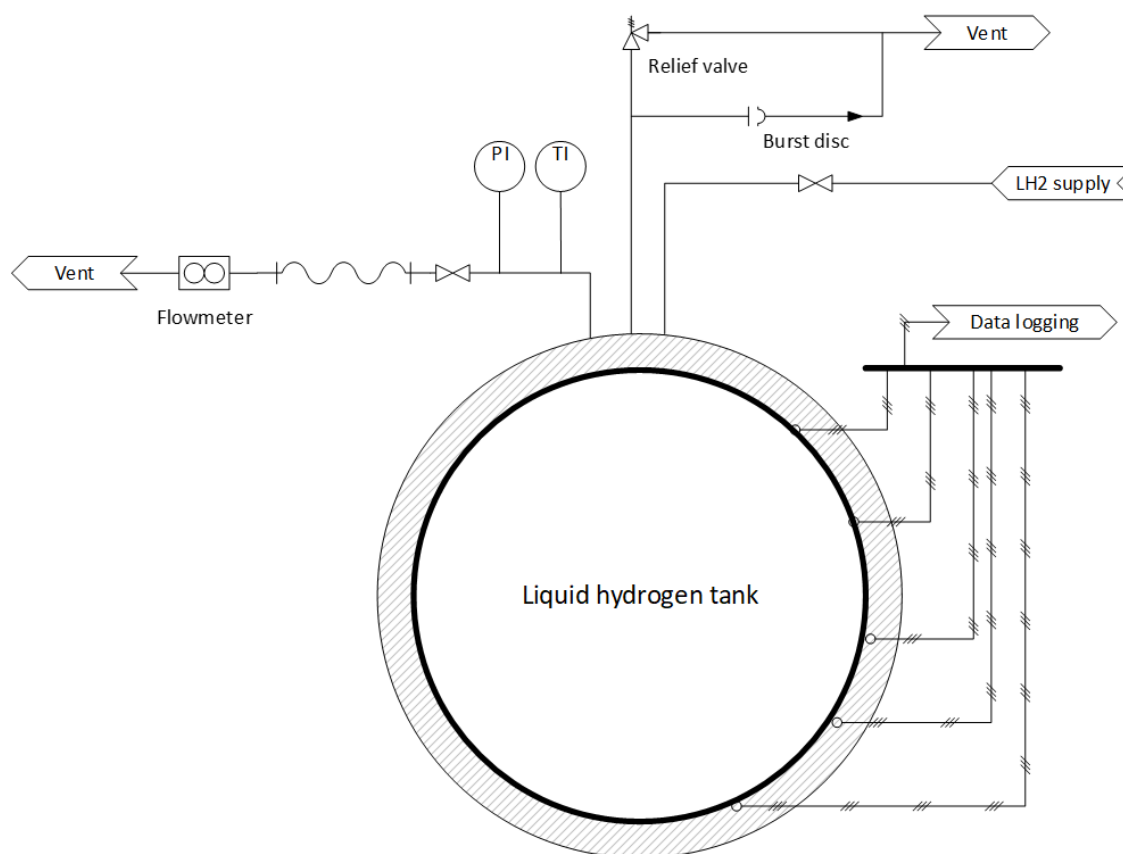 Vent
Relief valve
Burst disc
PI
TI
LH2 supply
Vent
Flowmeter
Data logging
Liquid hydrogen tank